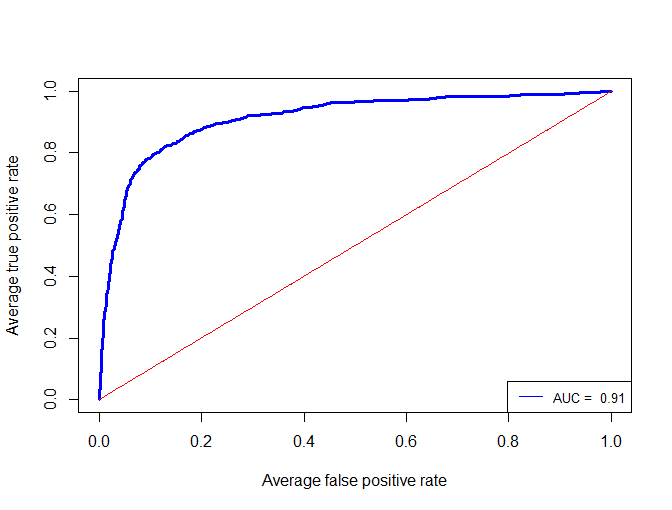 Average true positive rate
1.0
0.8
0.6
0.4
0.2
0.0
AUC = 0.91
0.0 0.2 0.4 0.6 0.8 1.0
Average false positive rate